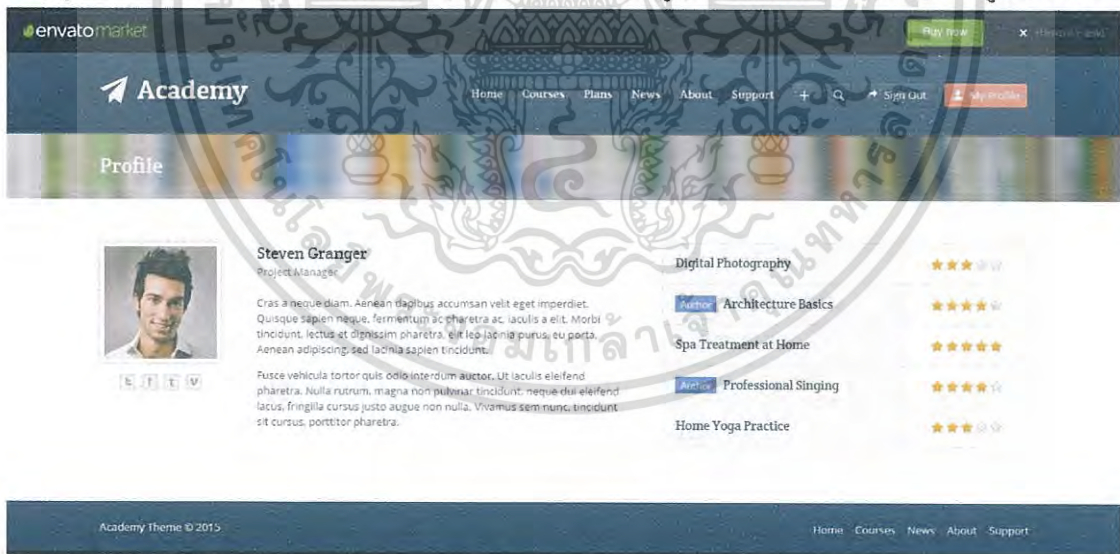 envatomarket
Buy now
× Remove Frame
Academy
Home Courses Plans News About Support + Sign Out My Profile
Profile
Steven Granger
Project Manager
Cras a neque diam. Aenean dapibus accumsan velit eget imperdiet.
Quisque sapien neque, fermentum ac pharetra ac, iaculis a elit. Morbi
tincidunt, lectus et dignissim pharetra, elit leo lacinia purus, eu porta.
Aenean adipiscing, sed lacinia sapien tincidunt.
Fusce vehicula tortor quis odio interdum auctor. Ut iaculis eleifend
pharetra. Nulla rutrum, magna non pulvinar tincidunt, neque dui eleifend
lacus, fringilla cursus justo augue non nulla. Vivamus sem nunc, tincidunt
sit cursus, porttitor pharetra.
t f t v
Digital Photography
Author Architecture Basics
Spa Treatment at Home
Author Professional Singing
Home Yoga Practice
Academy Theme © 2015
Home Courses News About Support